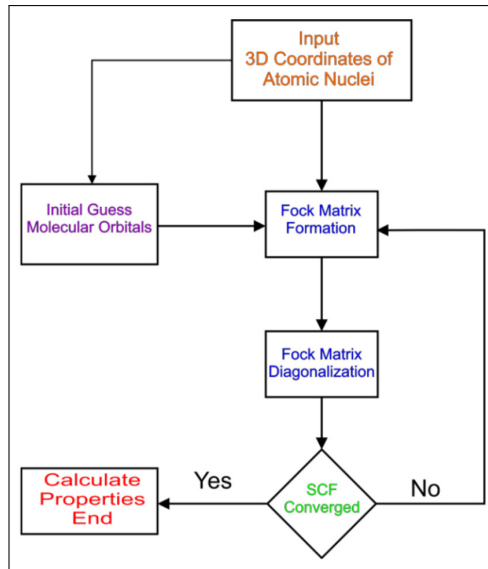 Input
3D Coordinates of
Atomic Nuclei
Initial Guess
Molecular Orbitals
Fock Matrix
Formation
Fock Matrix
Diagonalization
SCF
Converged
Yes
No
Calculate
Properties
End